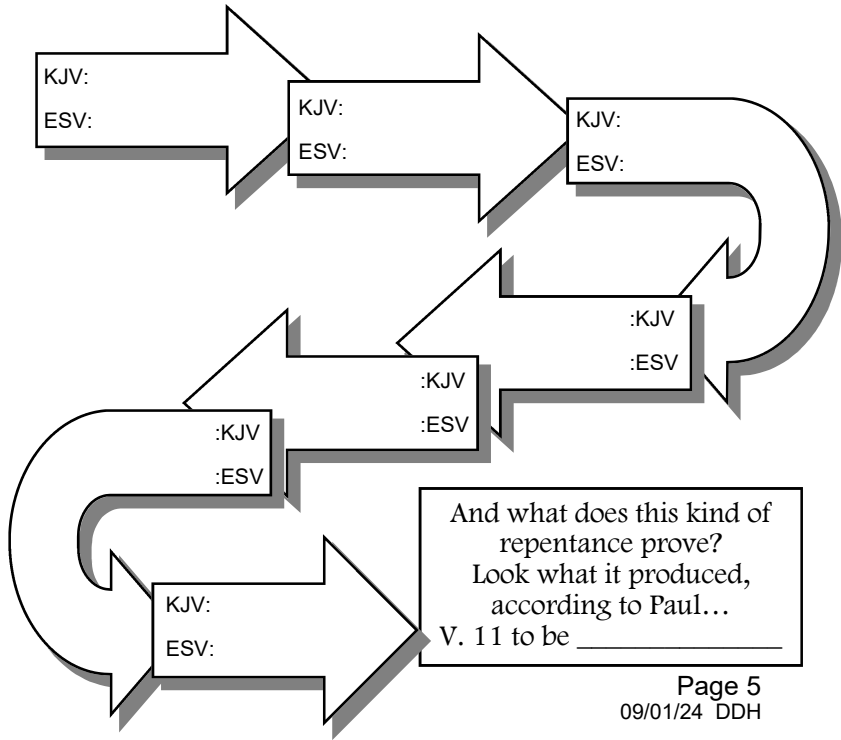 KJV:
ESV:
KJV:
ESV:
KJV:
ESV:
:KJV
:ESV
:KJV
:ESV
:KJV
:ESV
KJV:
ESV:
And what does this kind of
repentance prove?
Look what it produced,
according to Paul…
V. 11 to be _______________
Page 5
09/01/24 DDH